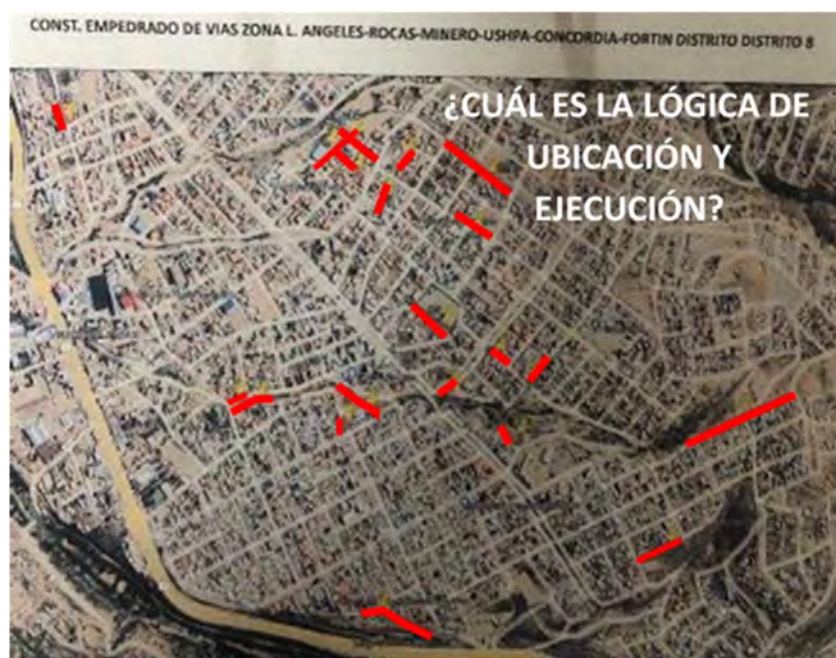 CONST. EMPEDRADO DE VIAS ZONA L. ANGELES-ROCAS-MINERO-USHPA-CONCORDIA-FORTIN DISTRITO DISTRITO 8
¿CUÁL ES LA LÓGICA DE
UBICACIÓN Y
EJECUCIÓN?